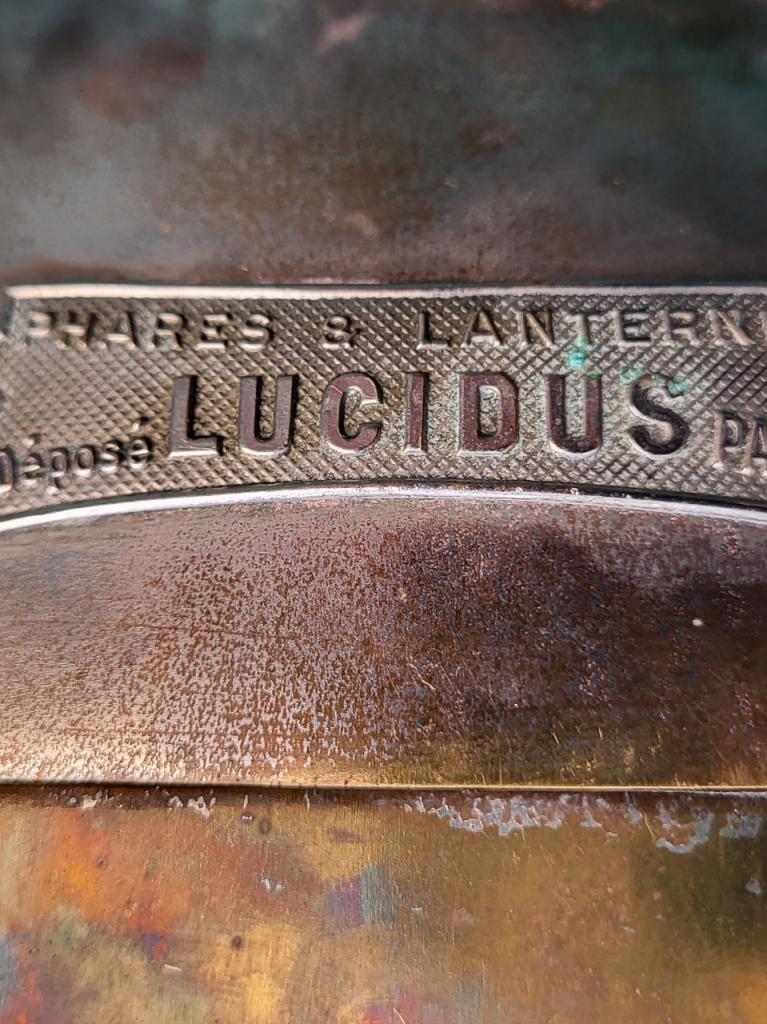 PHARES & LANTERN
LUCIDUS
Déposé PA